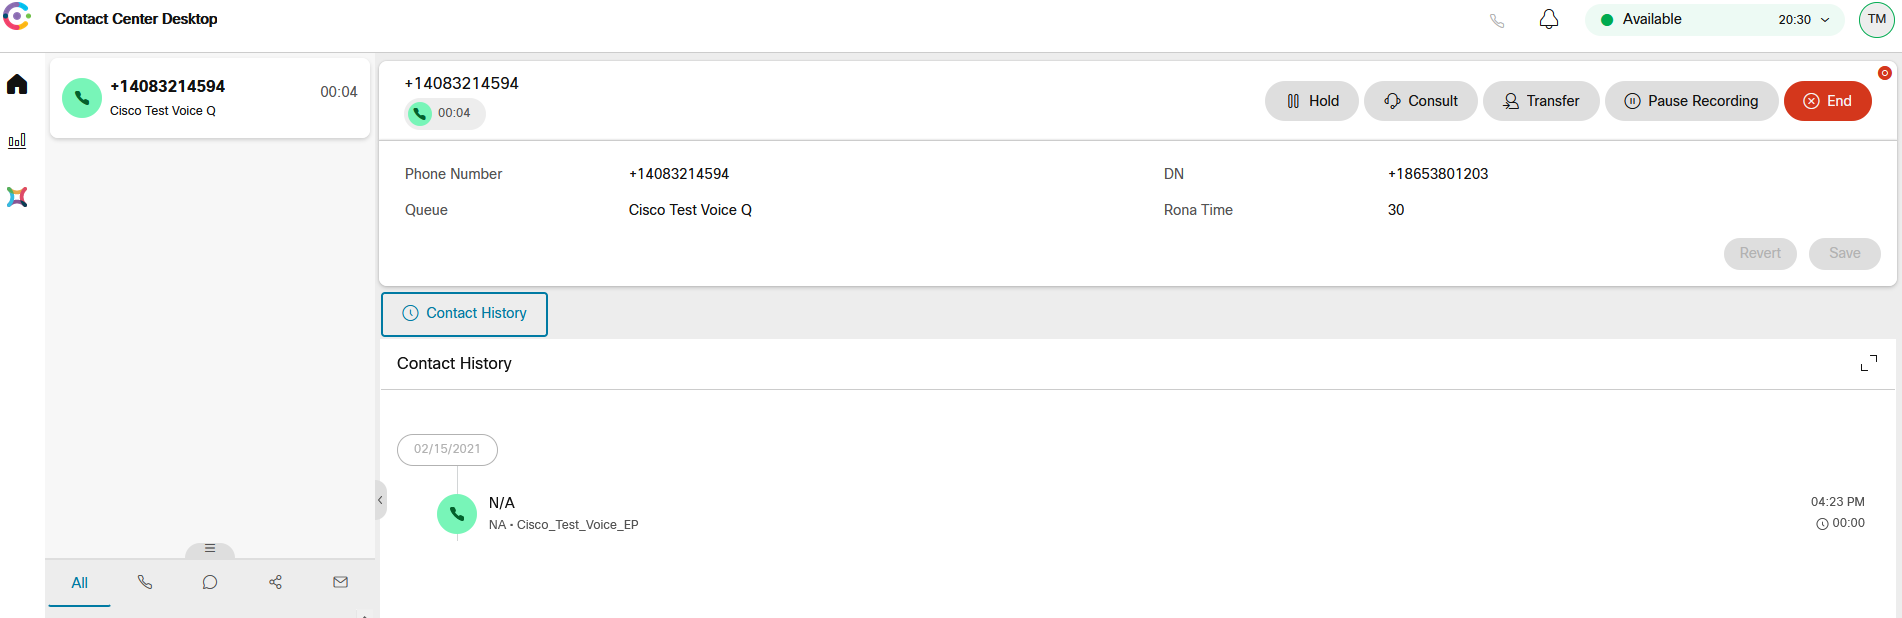 Contact Center Desktop
Available 20:30
TM
+14083214594
Cisco Test Voice Q
00:04
+14083214594
00:04
Hold
Consult
Transfer
Pause Recording
End
Phone Number +14083214594 DN +18653801203
Queue Cisco Test Voice Q Rona Time 30
Revert Save
Contact History
Contact History
02/15/2021
N/A 04:23 PM
NA • Cisco_Test_Voice_EP 00:00
All